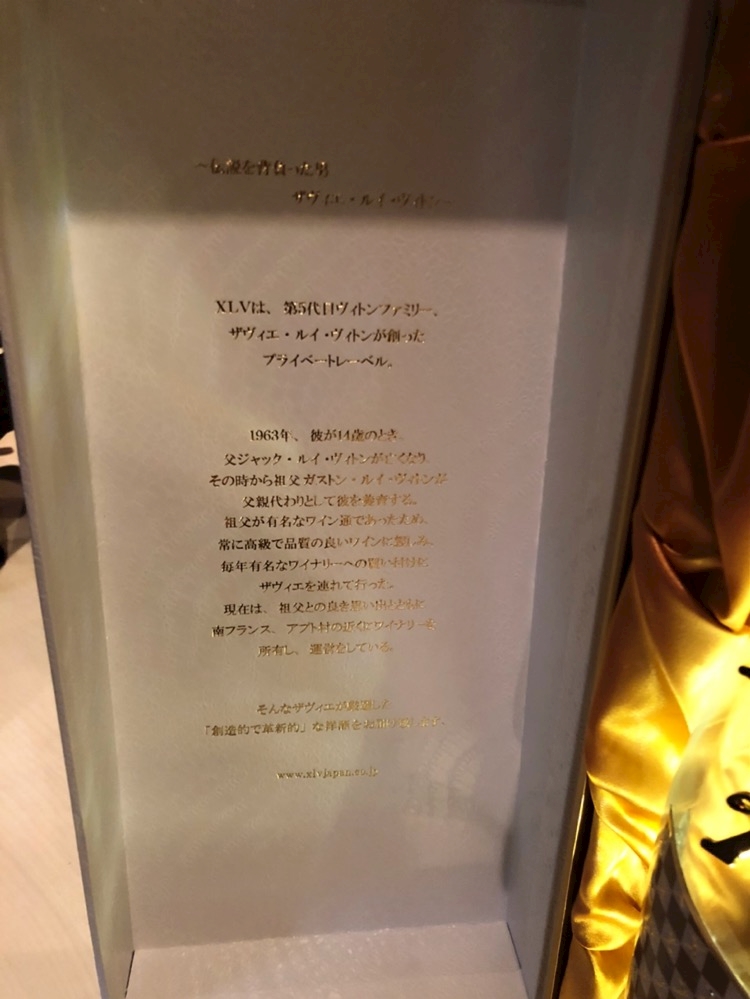 〜伝説を背負った男
ザヴィエ・ルイ・ヴィトン〜
XLVは、第5代目ヴィトンファミリー、
ザヴィエ・ルイ・ヴィトンが創った
プライベートレーベル。
1963年、彼が14歳のとき
父ジャック・ルイ・ヴィトンが亡くなり、
その時から祖父ガストン・ルイ・ヴィトンが
父親代わりとして彼を養育する。
祖父が有名なワイン通であったため、
常に高級で品質の良いワインに親しみ、
毎年有名なワイナリーへの買い付けに
ザヴィエを連れて行った。
現在は、祖父との良き思い出とともに
南フランス、アプト村の近くにワイナリーを
所有し、運営をしている。
そんなザヴィエが厳選した
「創造的で革新的」な洋酒を
www.xlvjapan.co.jp